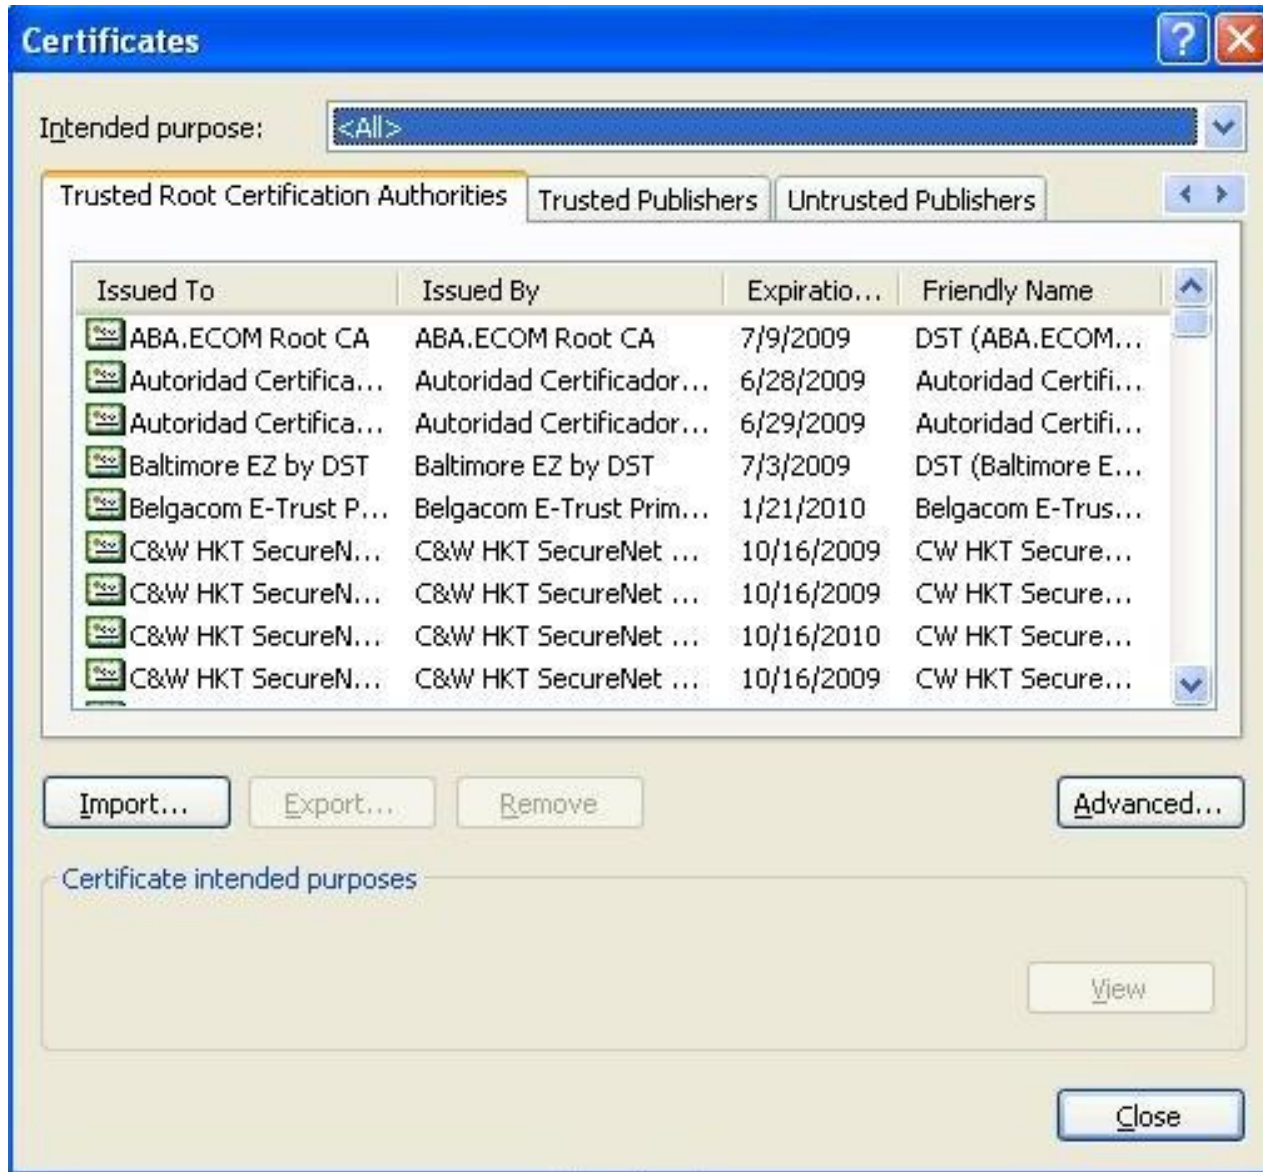 Certificates
Intended purpose: <All>
Trusted Root Certification Authorities Trusted Publishers Untrusted Publishers
Issued To Issued By Expiratio... Friendly Name
ABA.ECOM Root CA ABA.ECOM Root CA 7/9/2009 DST (ABA.ECOM...
Autoridad Certifica... Autoridad Certificador... 6/28/2009 Autoridad Certifi...
Autoridad Certifica... Autoridad Certificador... 6/29/2009 Autoridad Certifi...
Baltimore EZ by DST Baltimore EZ by DST 7/3/2009 DST (Baltimore E...
Belgacom E-Trust P... Belgacom E-Trust Prim... 1/21/2010 Belgacom E-Trus...
C&W HKT SecureN... C&W HKT SecureNet ... 10/16/2009 CW HKT Secure...
C&W HKT SecureN... C&W HKT SecureNet ... 10/16/2009 CW HKT Secure...
C&W HKT SecureN... C&W HKT SecureNet ... 10/16/2010 CW HKT Secure...
C&W HKT SecureN... C&W HKT SecureNet ... 10/16/2009 CW HKT Secure...
Import... Export... Remove Advanced...
Certificate intended purposes
View
Close